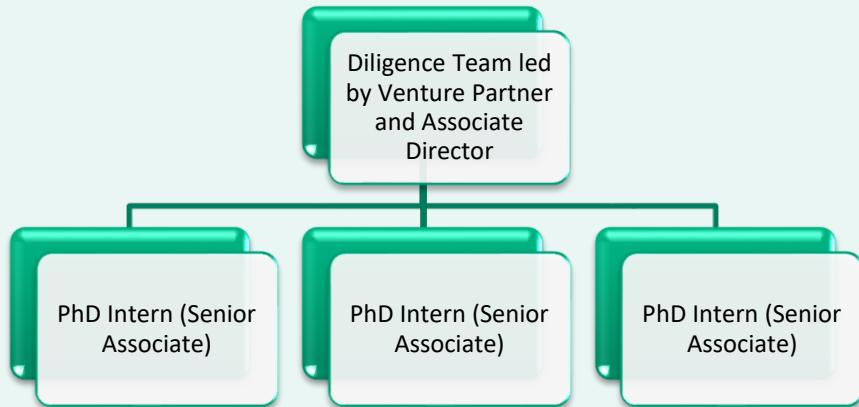 Diligence Team led
by Venture Partner
and Associate
Director
PhD Intern (Senior
Associate)
PhD Intern (Senior
Associate)
PhD Intern (Senior
Associate)